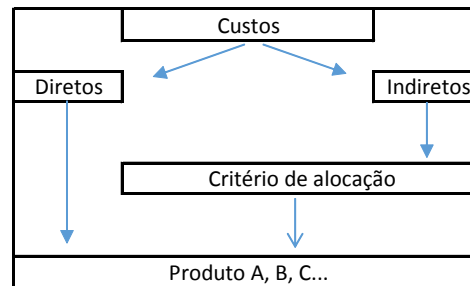 Custos
Diretos
Indiretos
Critério de alocação
Produto A, B, C...